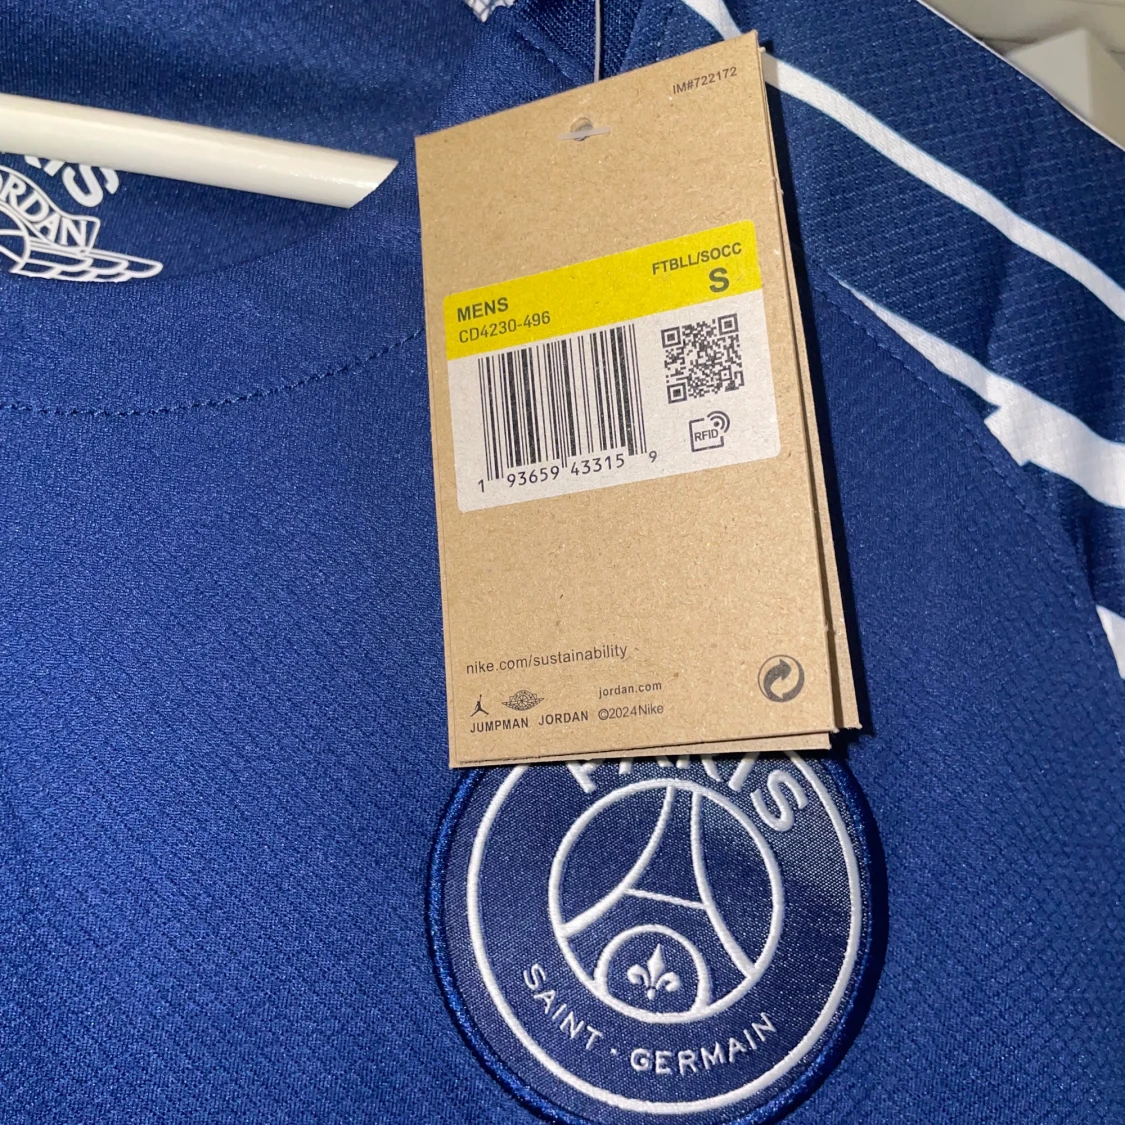 IM#722172
FTBLL/SOCC
MENS
S
CD4230-496
RFID
1 93659 43315 9
nike.com/sustainability
jordan.com
JUMPMAN JORDAN ©2024Nike
PARIS
SAINT - GERMAIN